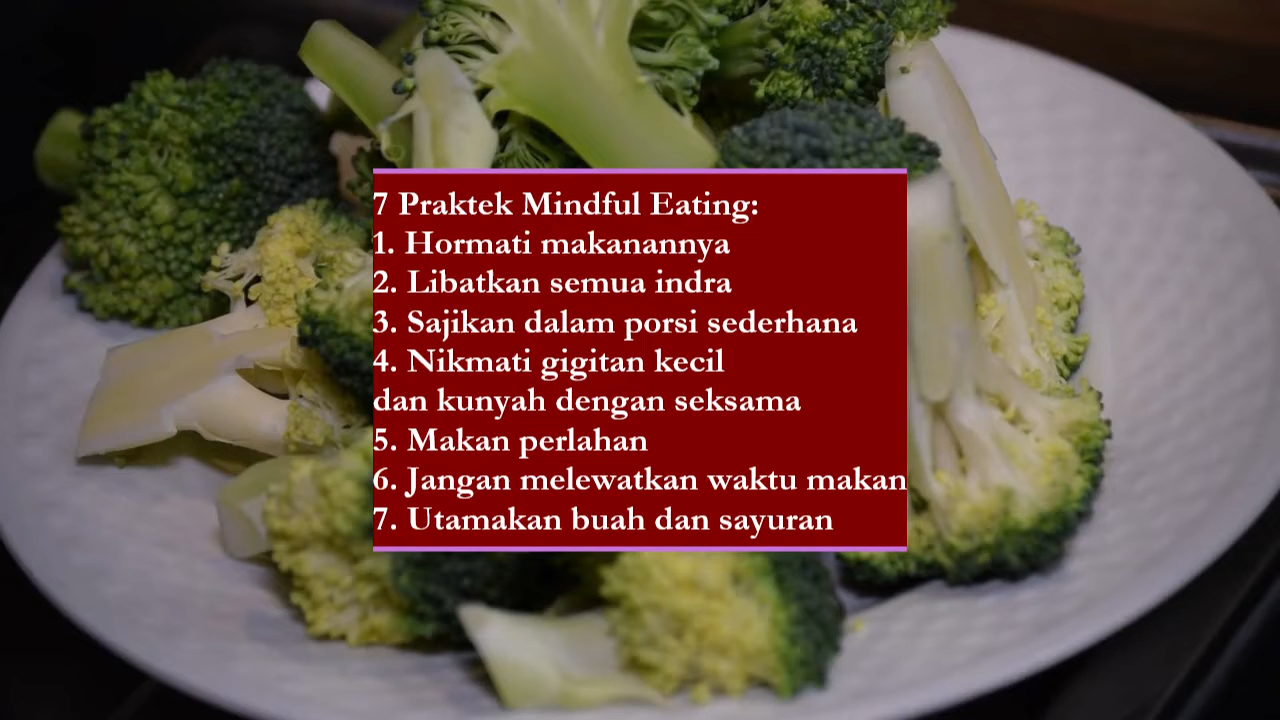 7 Praktek Mindful Eating:
1. Hormati makanannya
2. Libatkan semua indra
3. Sajikan dalam porsi sederhana
4. Nikmati gigitan kecil
dan kunyah dengan seksama
5. Makan perlahan
6. Jangan melewatkan waktu makan
7. Utamakan buah dan sayuran